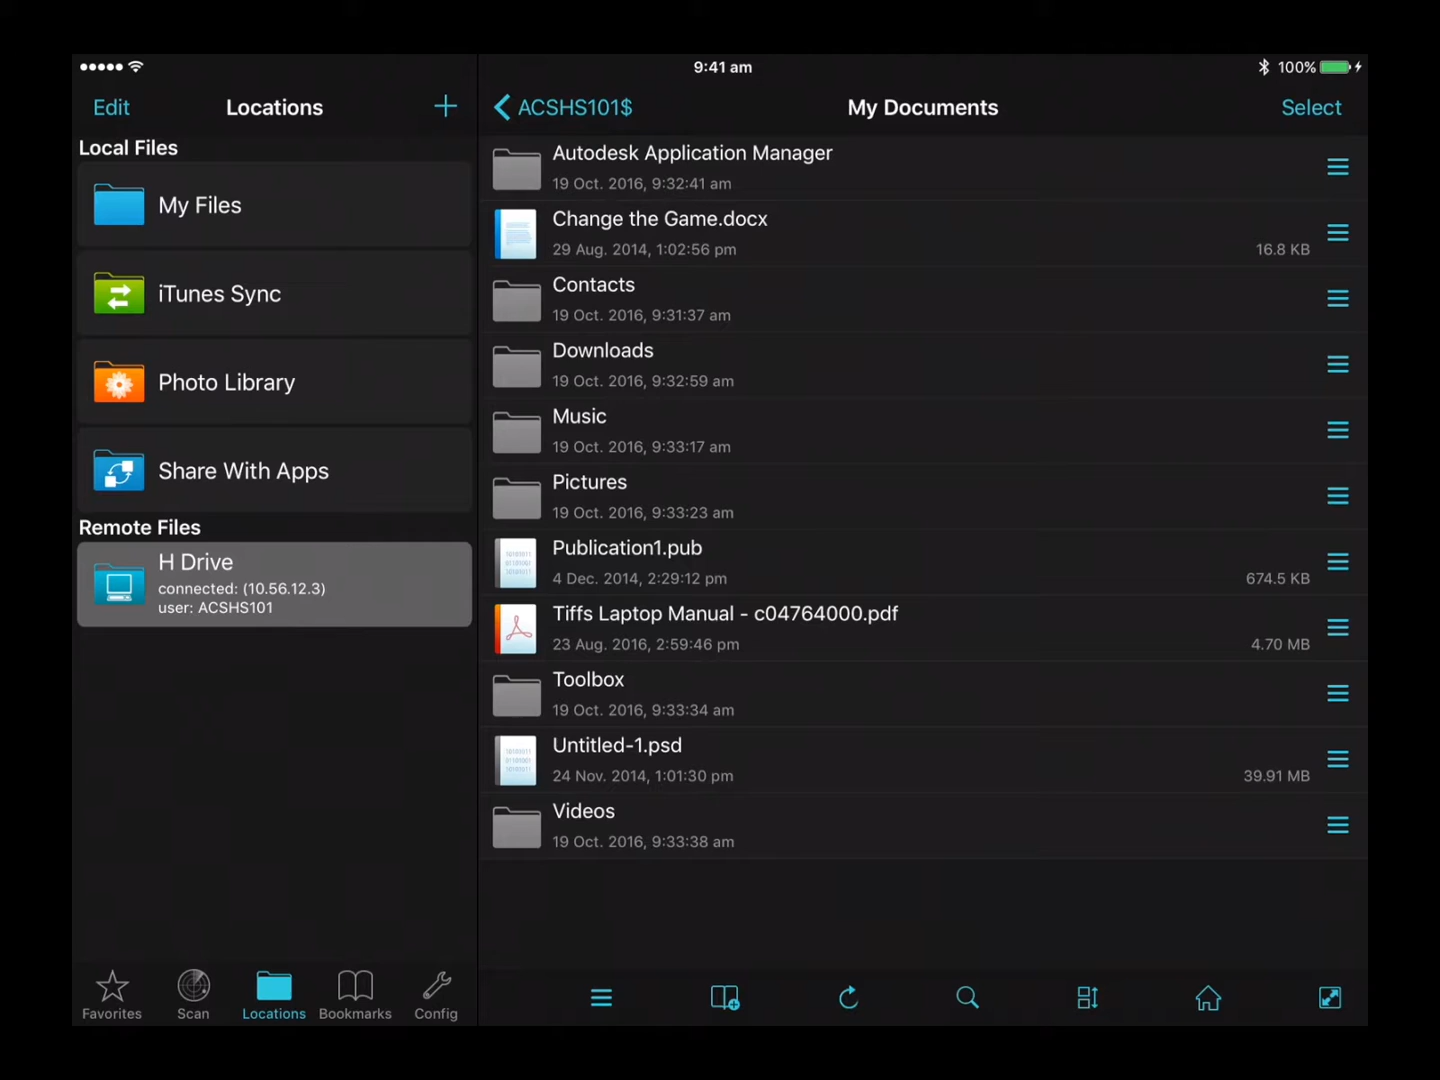 9:41 am
100%
Edit
Locations
Local Files
My Files
iTunes Sync
Photo Library
Share With Apps
Remote Files
H Drive
connected: (10.56.12.3)
user: ACSHS101
Favorites
Scan
Locations
Bookmarks
Config
ACSHS101$
My Documents
Select
Autodesk Application Manager
19 Oct. 2016, 9:32:41 am
Change the Game.docx
29 Aug. 2014, 1:02:56 pm
16.8 KB
Contacts
19 Oct. 2016, 9:31:37 am
Downloads
19 Oct. 2016, 9:32:59 am
Music
19 Oct. 2016, 9:33:17 am
Pictures
19 Oct. 2016, 9:33:23 am
Publication1.pub
4 Dec. 2014, 2:29:12 pm
674.5 KB
Tiffs Laptop Manual - c04764000.pdf
23 Aug. 2016, 2:59:46 pm
4.70 MB
Toolbox
19 Oct. 2016, 9:33:34 am
Untitled-1.psd
24 Nov. 2014, 1:01:30 pm
39.91 MB
Videos
19 Oct. 2016, 9:33:38 am